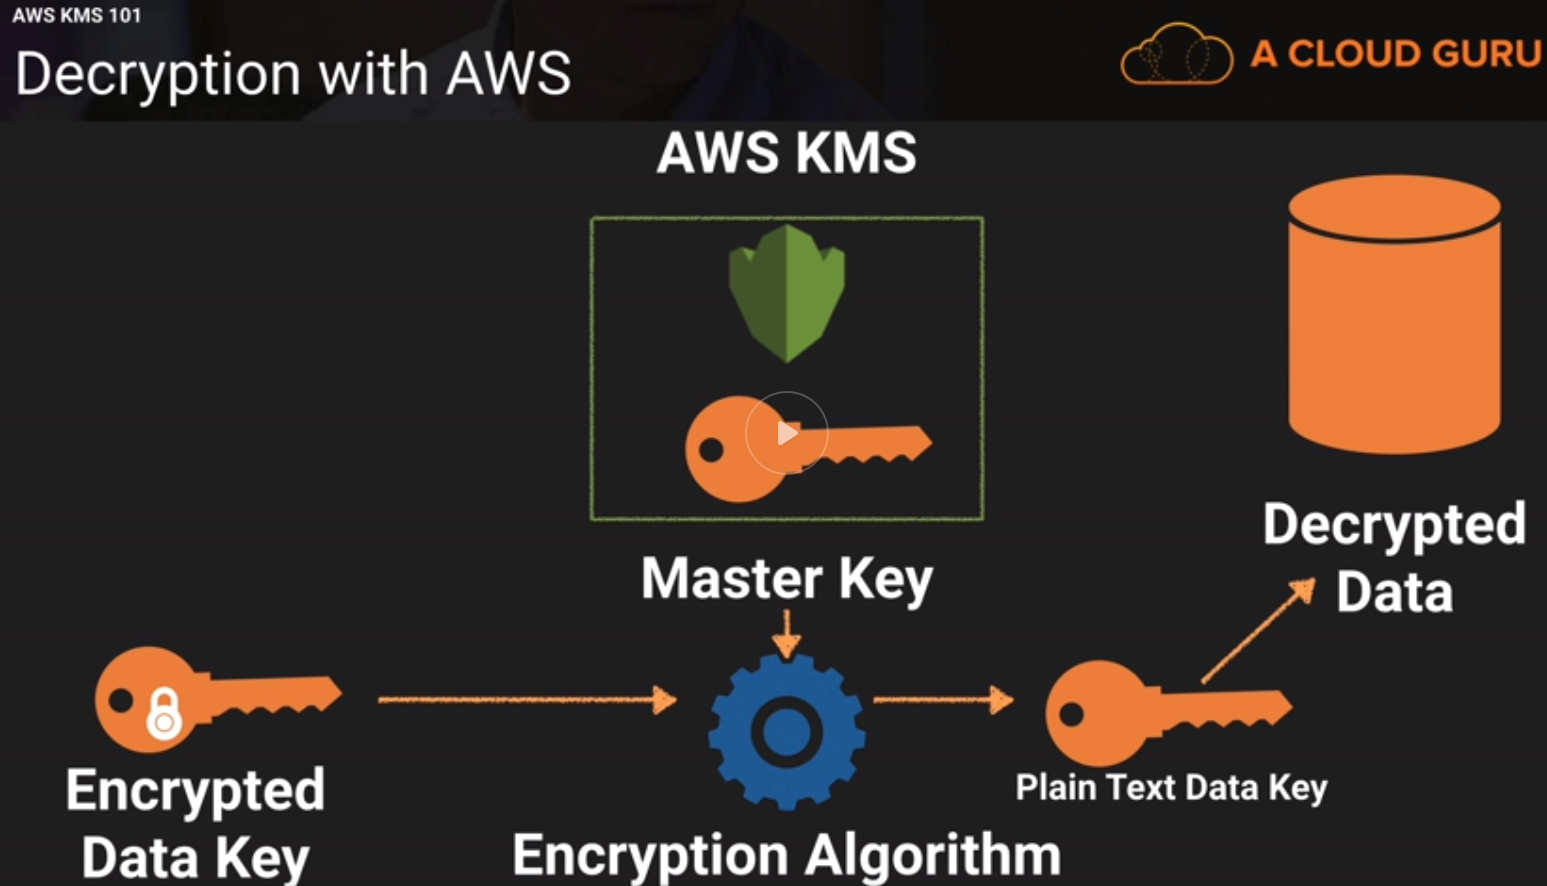 AWS KMS 101
Decryption with AWS
A CLOUD GURU
AWS KMS
Master Key
Decrypted
Data
Encrypted
Data Key
Encryption Algorithm
Plain Text Data Key